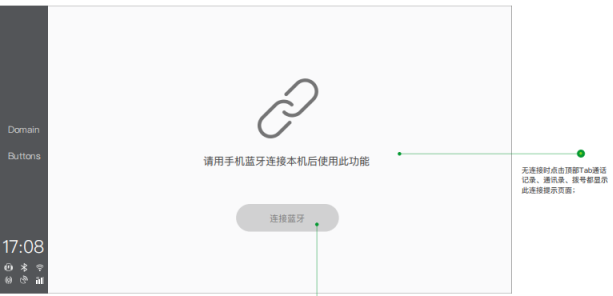 Domain
Buttons
请用手机蓝牙连接本机后使用此功能
连接蓝牙
17:08
无连接时点击顶部Tab通话
记录、通讯录、拨号都显示
此连接提示页面；